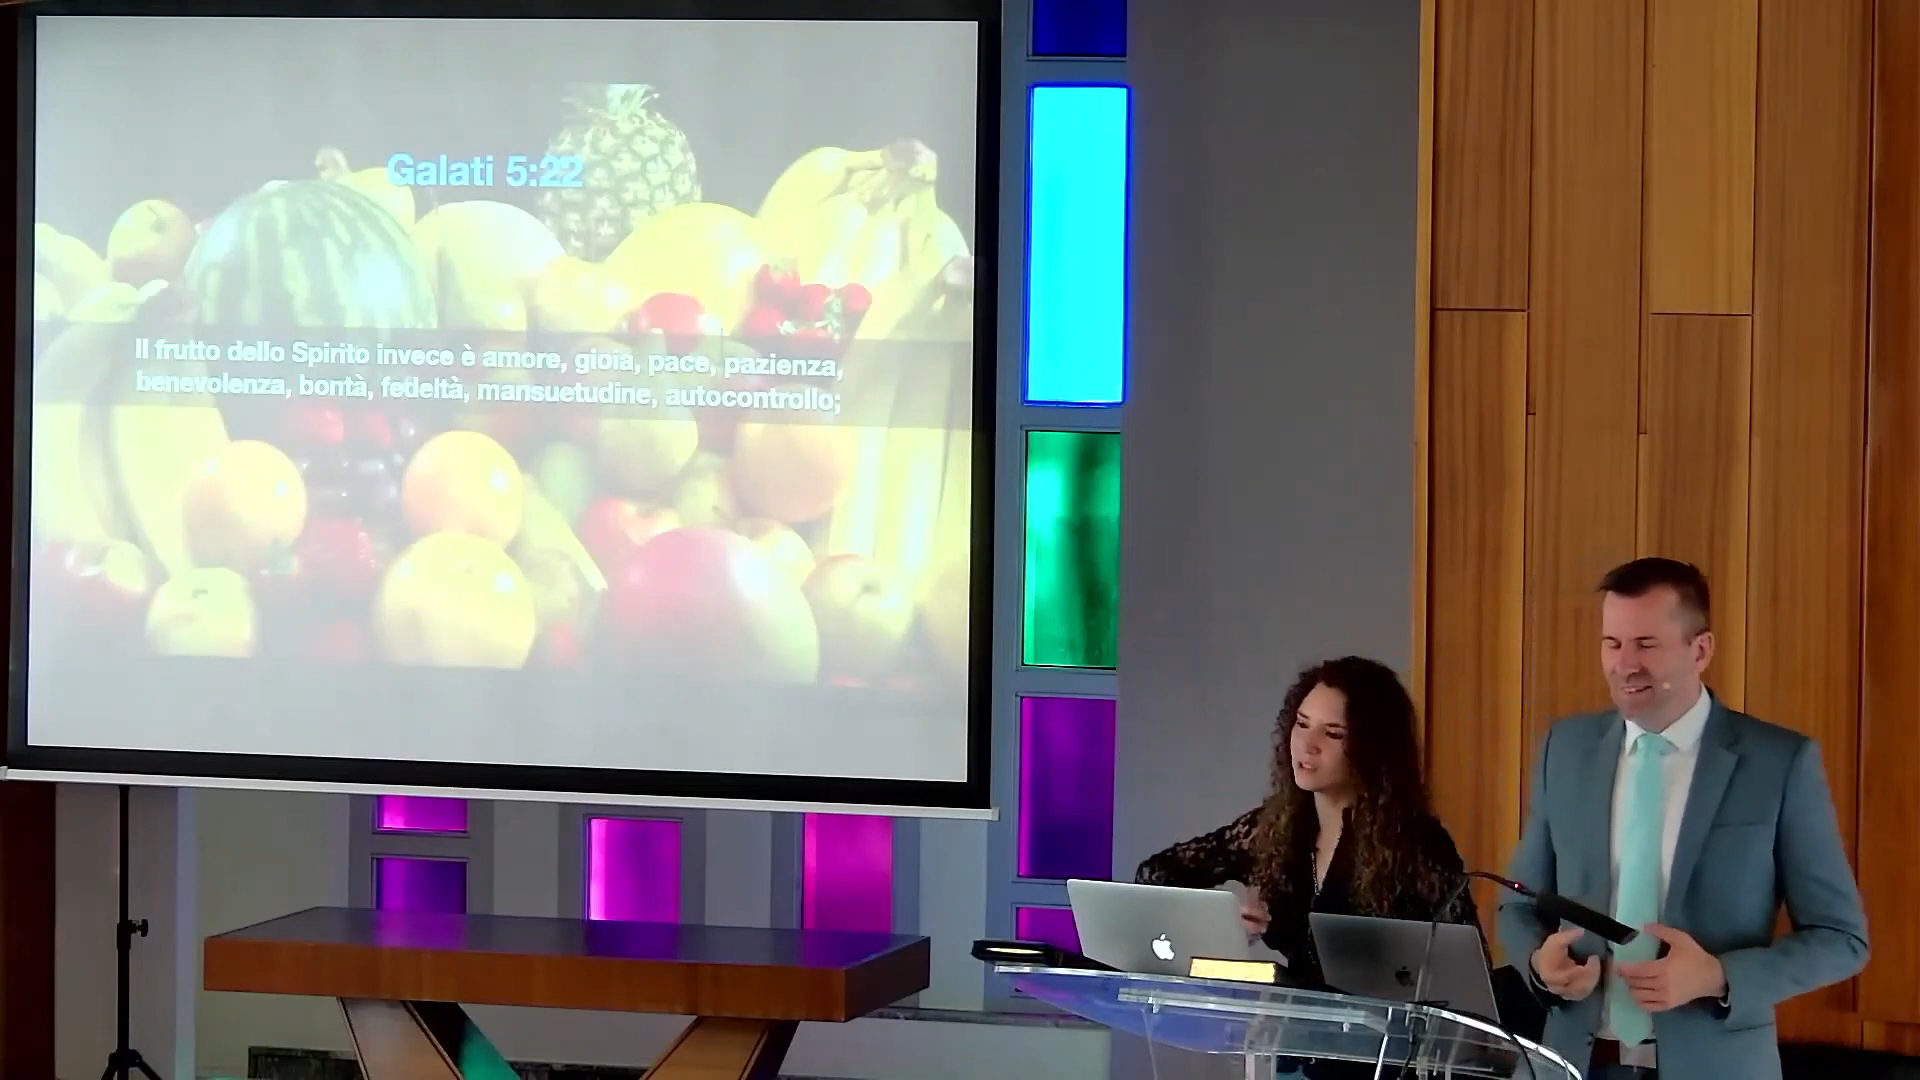 Galati 5:22
Il frutto dello Spirito invece è amore, gioia, pace, pazienza,
benevolenza, bontà, fedeltà, mansuetudine, autocontrollo;